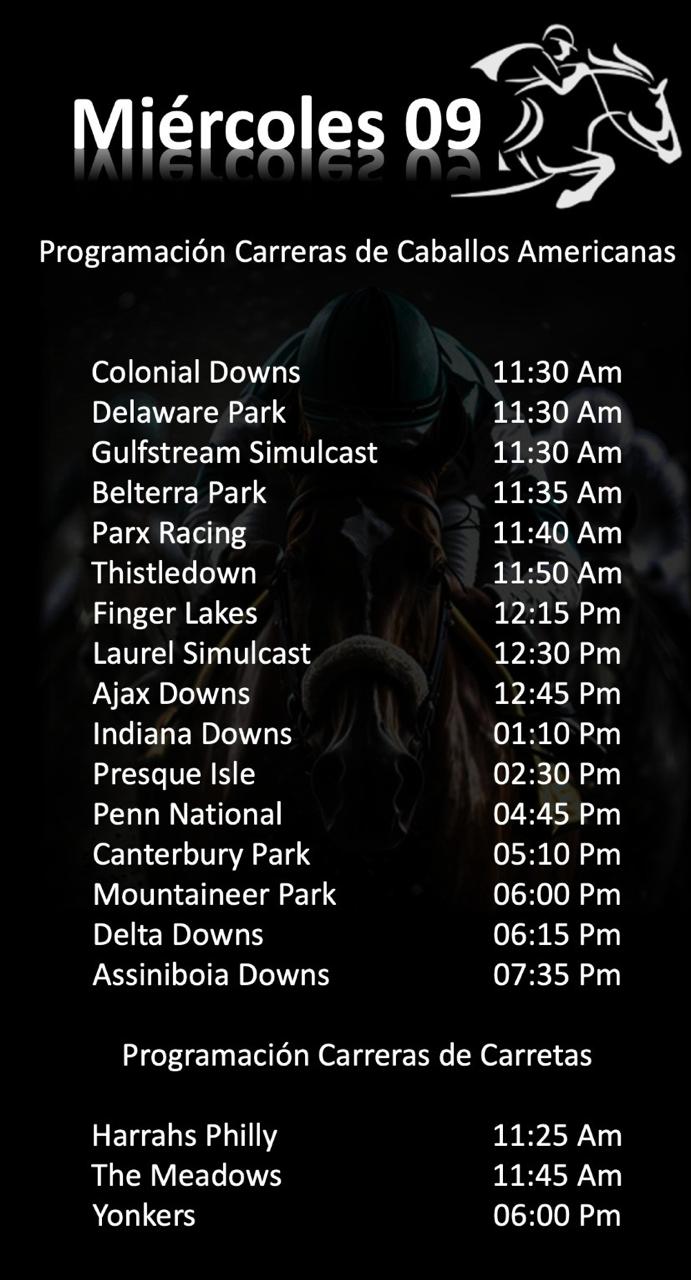 Miércoles 09
Programación Carreras de Caballos Americanas
Colonial Downs 11:30 Am
Delaware Park 11:30 Am
Gulfstream Simulcast 11:30 Am
Belterra Park 11:35 Am
Parx Racing 11:40 Am
Thistledown 11:50 Am
Finger Lakes 12:15 Pm
Laurel Simulcast 12:30 Pm
Ajax Downs 12:45 Pm
Indiana Downs 01:10 Pm
Presque Isle 02:30 Pm
Penn National 04:45 Pm
Canterbury Park 05:10 Pm
Mountaineer Park 06:00 Pm
Delta Downs 06:15 Pm
Assiniboia Downs 07:35 Pm
Programación Carreras de Carretas
Harrahs Philly 11:25 Am
The Meadows 11:45 Am
Yonkers 06:00 Pm